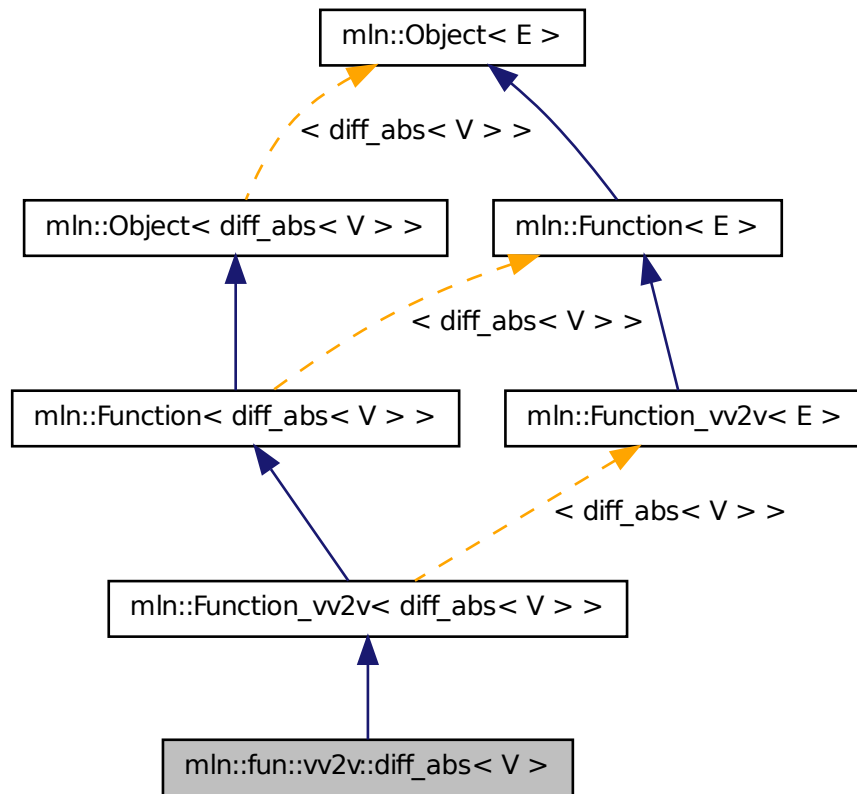 mln::Object< E >
< diff_abs< V > >
mln::Object< diff_abs< V > >
mln::Function< E >
< diff_abs< V > >
mln::Function< diff_abs< V > >
mln::Function_vv2v< E >
< diff_abs< V > >
mln::Function_vv2v< diff_abs< V > >
mln::fun::vv2v::diff_abs< V >